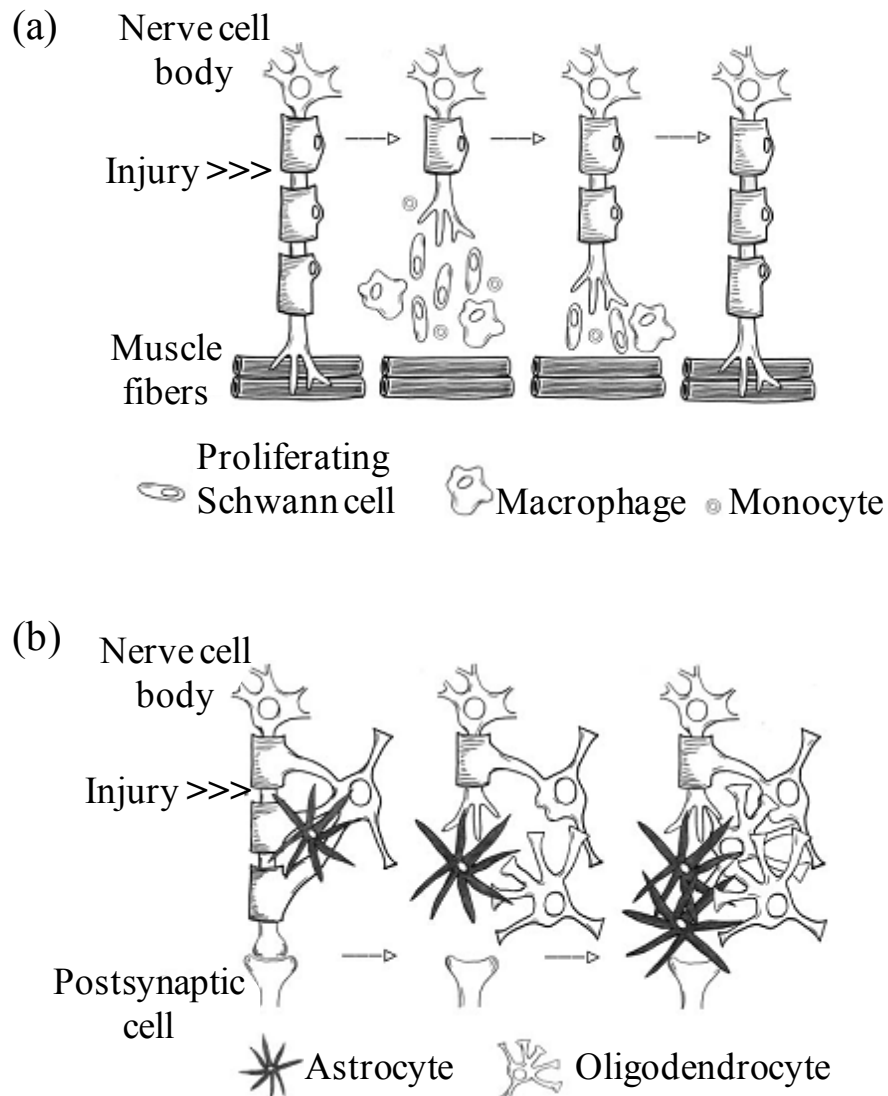 (a)
Nerve cell
body
Injury >>>
Muscle
fibers
Proliferating
Schwann cell
Macrophage
Monocyte
(b)
Nerve cell
body
Injury >>>
Postsynaptic
cell
Astrocyte
Oligodendrocyte